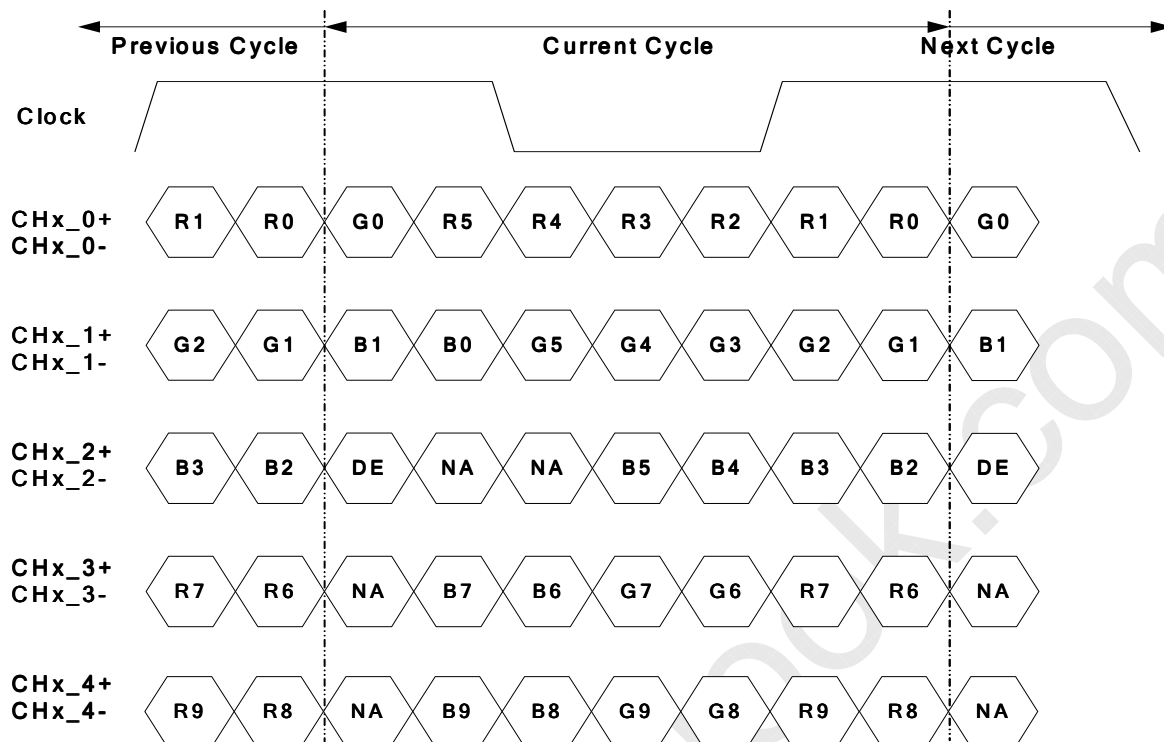 Previous Cycle Current Cycle Next Cycle
Clock
CHx_0+
CHx_0-
R1 R0 G0 R5 R4 R3 R2 R1 R0 G0
CHx_1+
CHx_1-
G2 G1 B1 B0 G5 G4 G3 G2 G1 B1
CHx_2+
CHx_2-
B3 B2 DE NA NA B5 B4 B3 B2 DE
CHx_3+
CHx_3-
R7 R6 NA B7 B6 G7 G6 R7 R6 NA
CHx_4+
CHx_4-
R9 R8 NA B9 B8 G9 G8 R9 R8 NA
ook.com